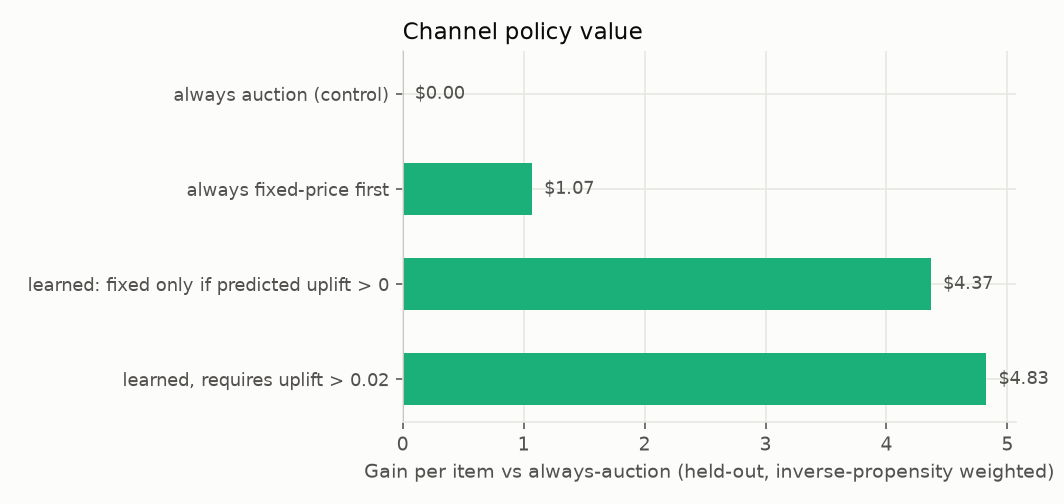 Channel policy value
always auction (control)
$0.00
always fixed-price first
$1.07
learned: fixed only if predicted uplift > 0
$4.37
learned, requires uplift > 0.02
$4.83
0 1 2 3 4 5
Gain per item vs always-auction (held-out, inverse-propensity weighted)